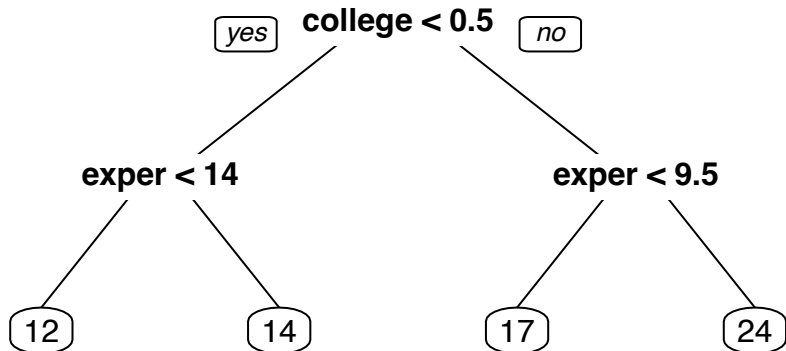 yes college < 0.5 no
exper < 14 exper < 9.5
12 14 17 24